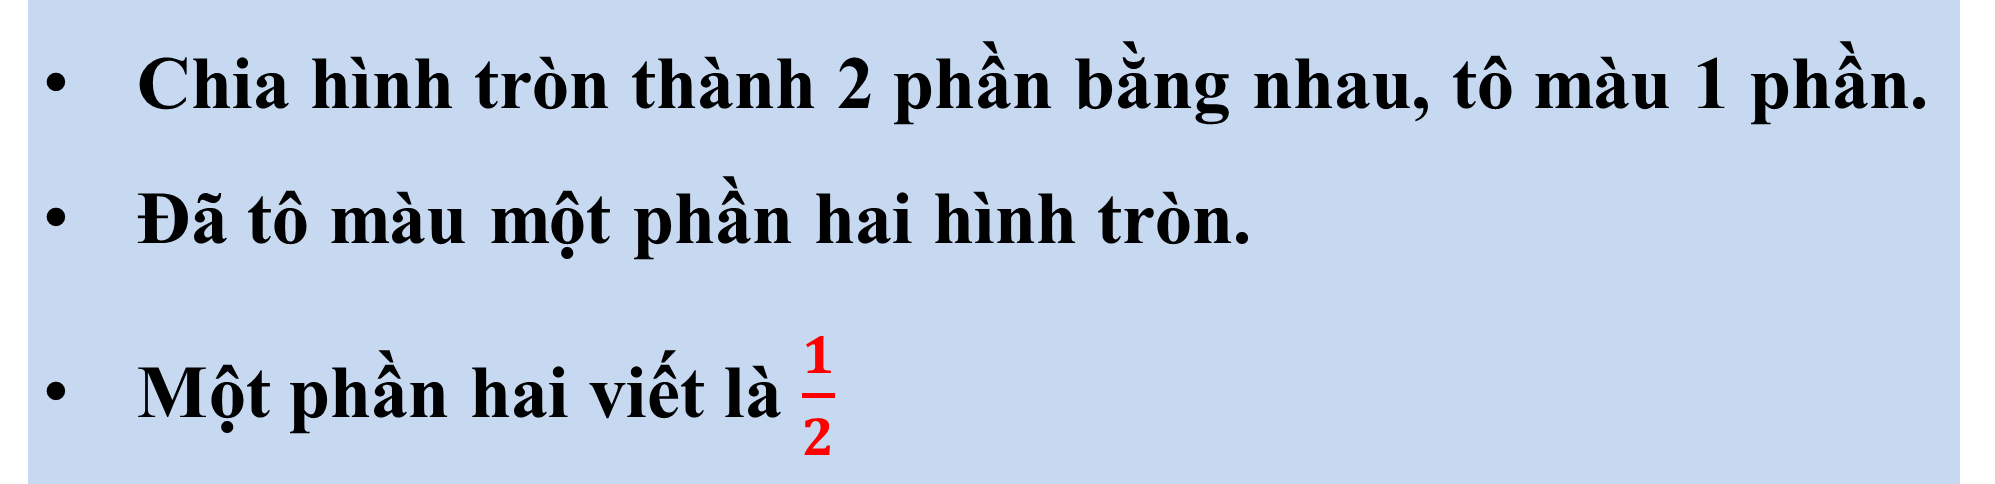 • Chia hình tròn thành 2 phần bằng nhau, tô màu 1 phần.
• Đã tô màu một phần hai hình tròn.
• Một phần hai viết là $\frac{1}{2}$